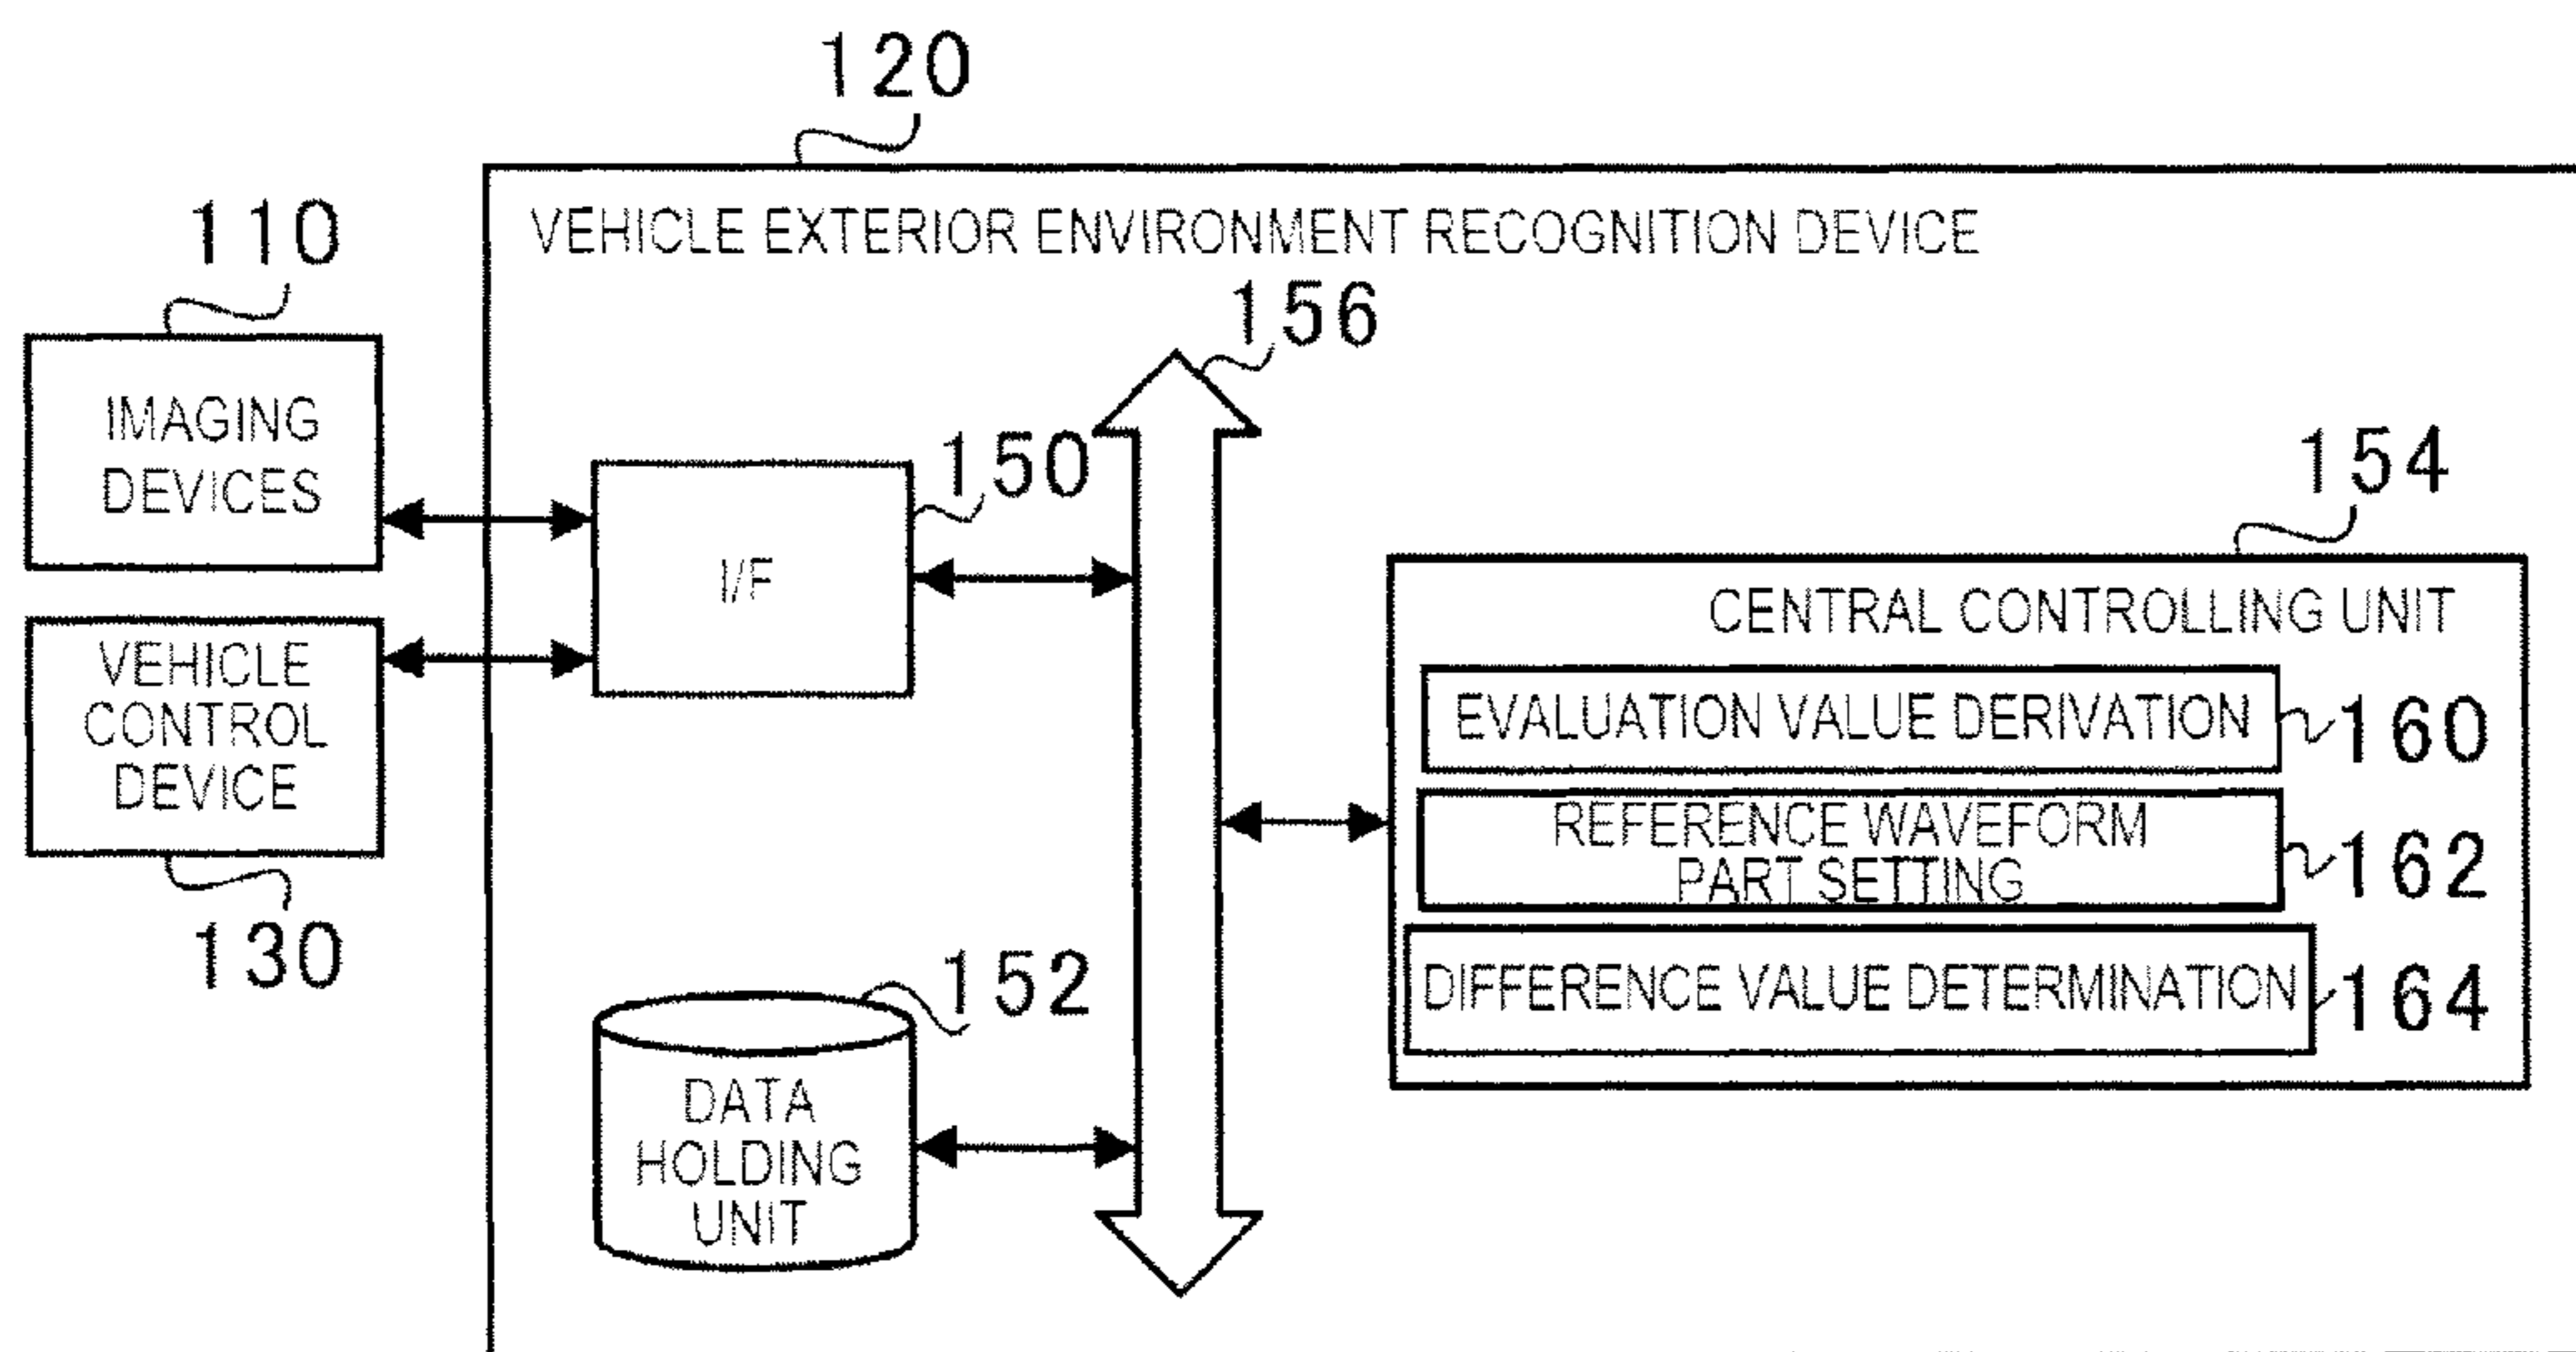 120
110
VEHICLE EXTERIOR ENVIRONMENT RECOGNITION DEVICE
156
IMAGING
DEVICES
150
154
I/F
CENTRAL CONTROLLING UNIT
VEHICLE
CONTROL
DEVICE
EVALUATION VALUE DERIVATION
160
REFERENCE WAVEFORM
PART SETTING
162
130
152
DIFFERENCE VALUE DETERMINATION
164
DATA
HOLDING
UNIT